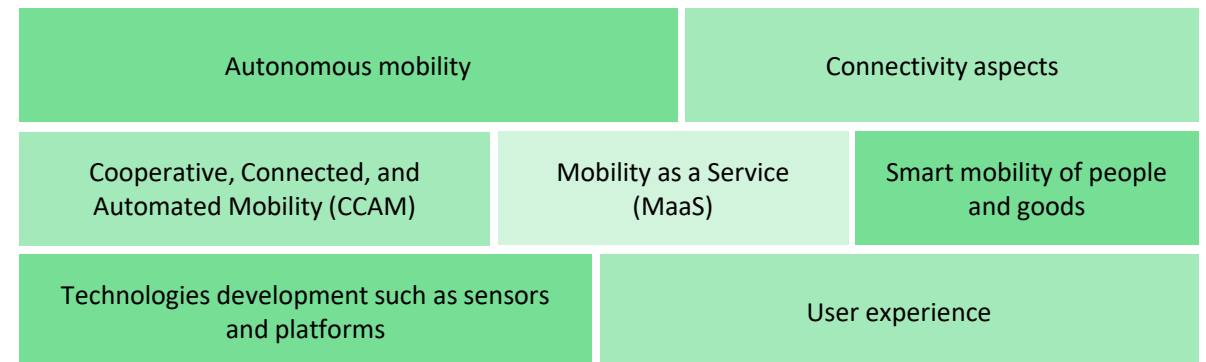 Autonomous mobility
Connectivity aspects
Cooperative, Connected, and
Automated Mobility (CCAM)
Mobility as a Service
(MaaS)
Smart mobility of people
and goods
Technologies development such as sensors
and platforms
User experience